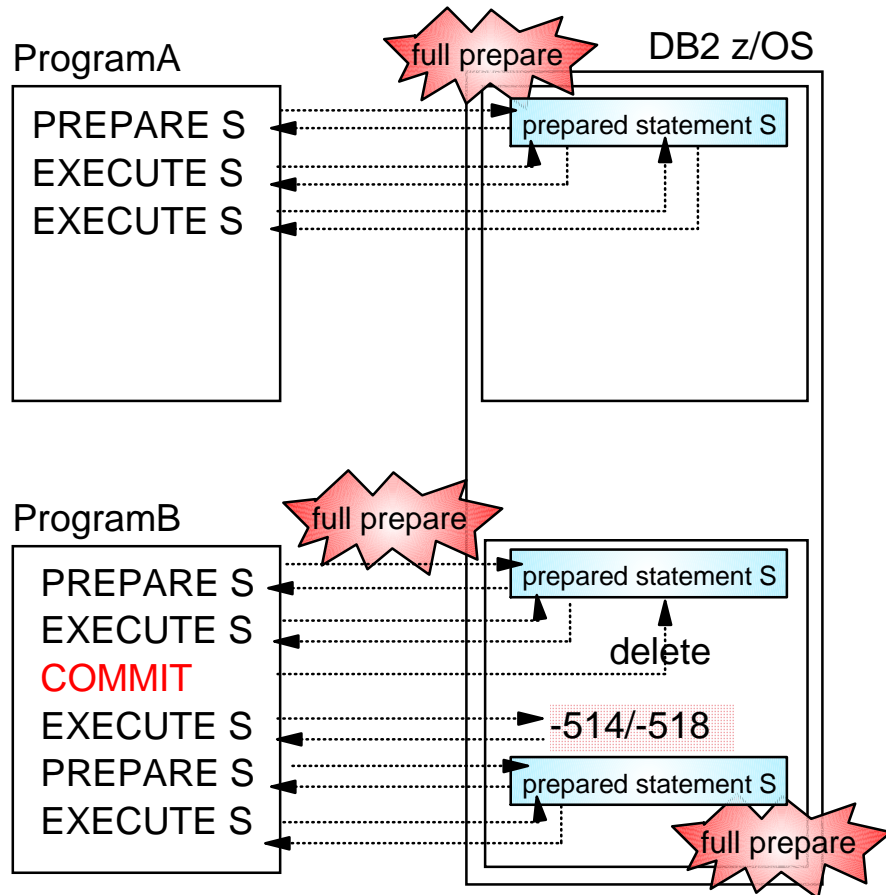 ProgramA
full prepare
DB2 z/OS
PREPARE S
prepared statement S
EXECUTE S
EXECUTE S
ProgramB
full prepare
PREPARE S
prepared statement S
EXECUTE S
delete
COMMIT
EXECUTE S
-514/-518
PREPARE S
prepared statement S
EXECUTE S
full prepare